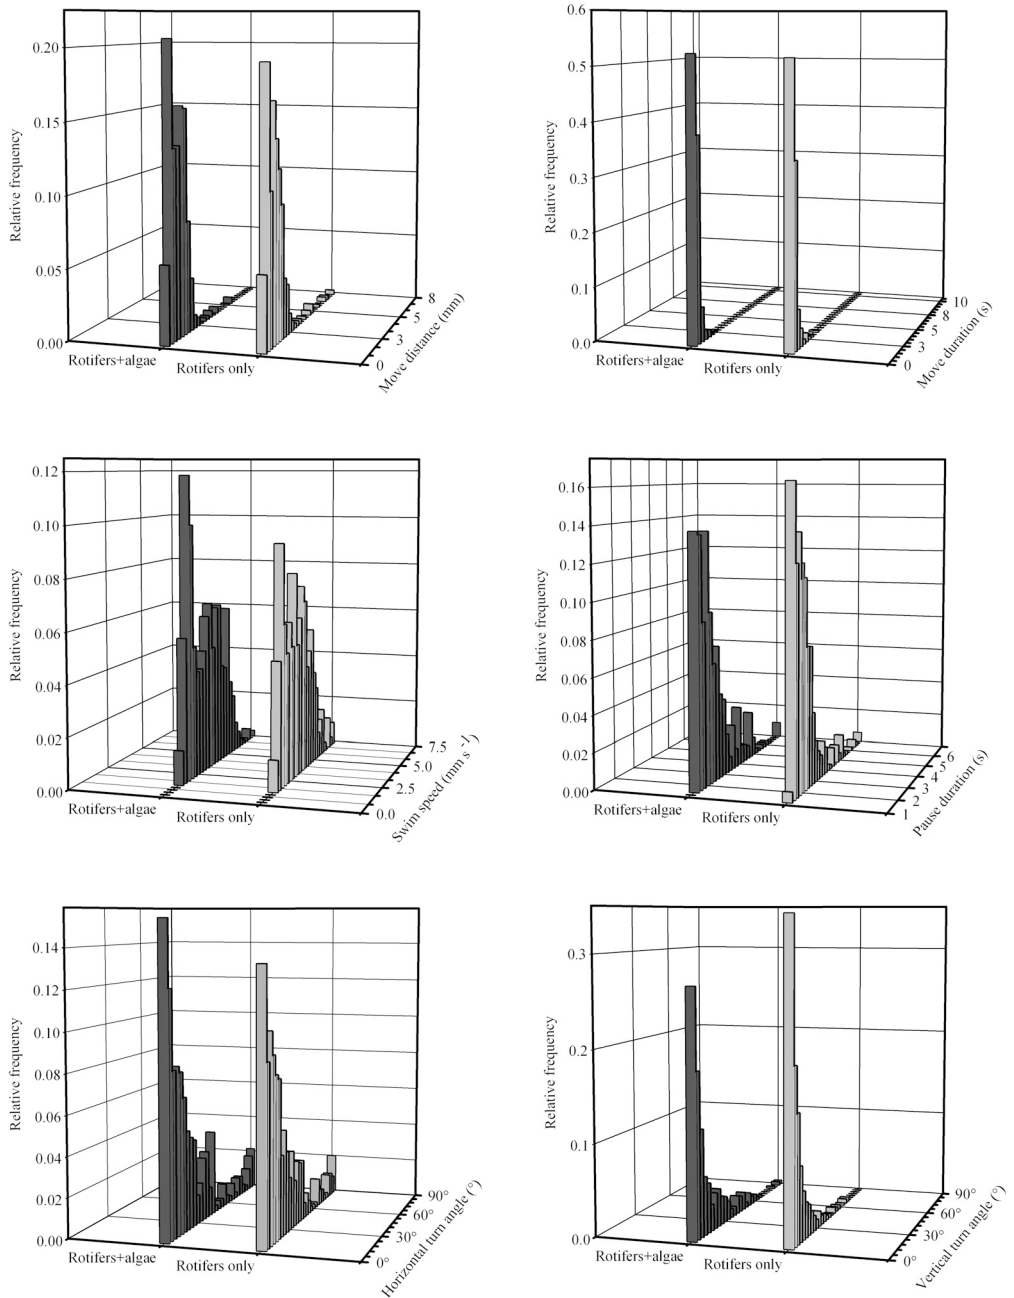 Relative frequency
0.20
0.15
0.10
0.05
0.00
Rotifers+algae
Rotifers only
0
3
5
8
Move distance (mm)
Relative frequency
0.6
0.5
0.4
0.3
0.2
0.1
0.0
Rotifers+algae
Rotifers only
0
3
5
8
10
Move duration (s)
Relative frequency
0.12
0.10
0.08
0.06
0.04
0.02
0.00
Rotifers+algae
Rotifers only
0.0
2.5
5.0
7.5
Swim speed (mm s⁻¹)
Relative frequency
0.16
0.14
0.12
0.10
0.08
0.06
0.04
0.02
0.00
Rotifers+algae
Rotifers only
1
2
3
4
5
6
Pause duration (s)
Relative frequency
0.14
0.12
0.10
0.08
0.06
0.04
0.02
0.00
Rotifers+algae
Rotifers only
0°
30°
60°
90°
Horizontal turn angle (°)
Relative frequency
0.3
0.2
0.1
0.0
Rotifers+algae
Rotifers only
0°
30°
60°
90°
Vertical turn angle (°)